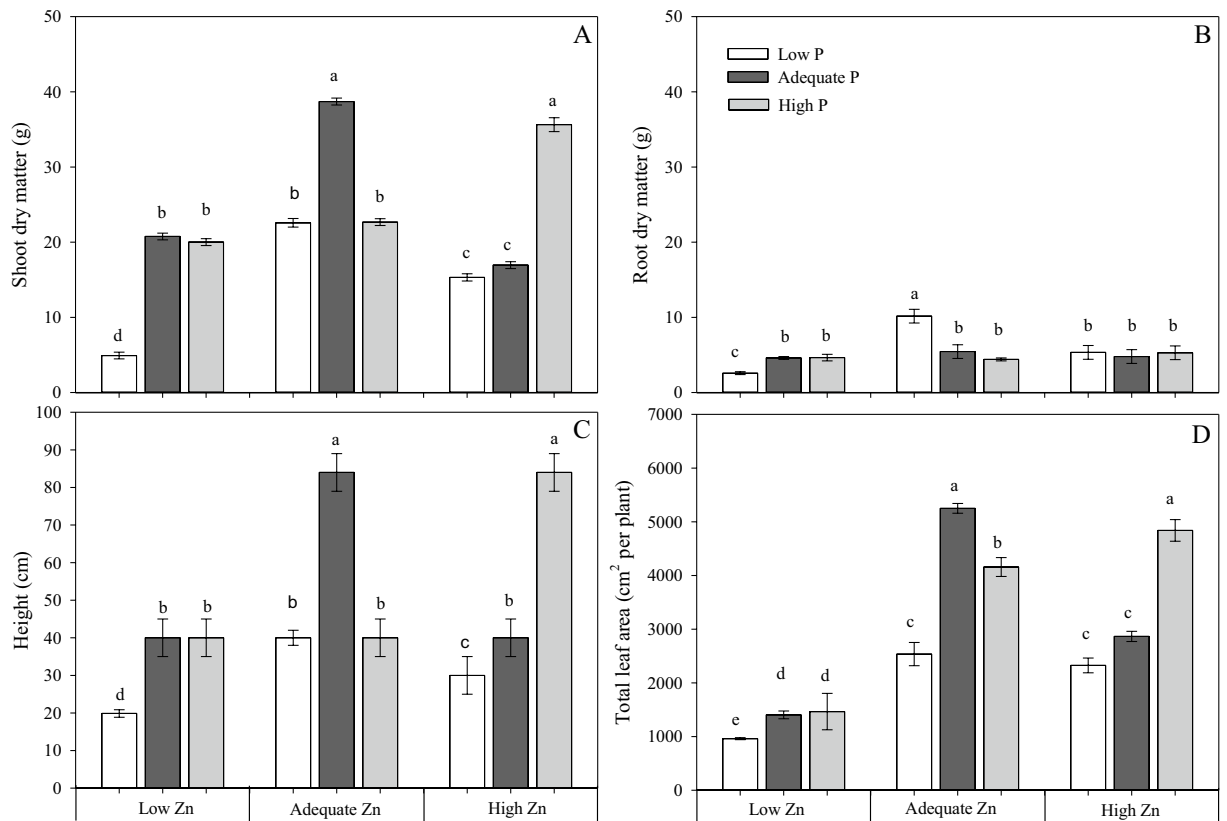 A
Shoot dry matter (g)
50
40
30
20
10
0
d
b
b
b
a
b
c
c
a
B
Low P
Adequate P
High P
Root dry matter (g)
50
40
30
20
10
0
c
b
b
a
b
b
b
b
b
C
Height (cm)
100
90
80
70
60
50
40
30
20
10
0
d
b
b
b
a
b
c
b
a
Low Zn
Adequate Zn
High Zn
D
Total leaf area (cm² per plant)
7000
6000
5000
4000
3000
2000
1000
0
e
d
d
c
a
b
c
c
a
Low Zn
Adequate Zn
High Zn